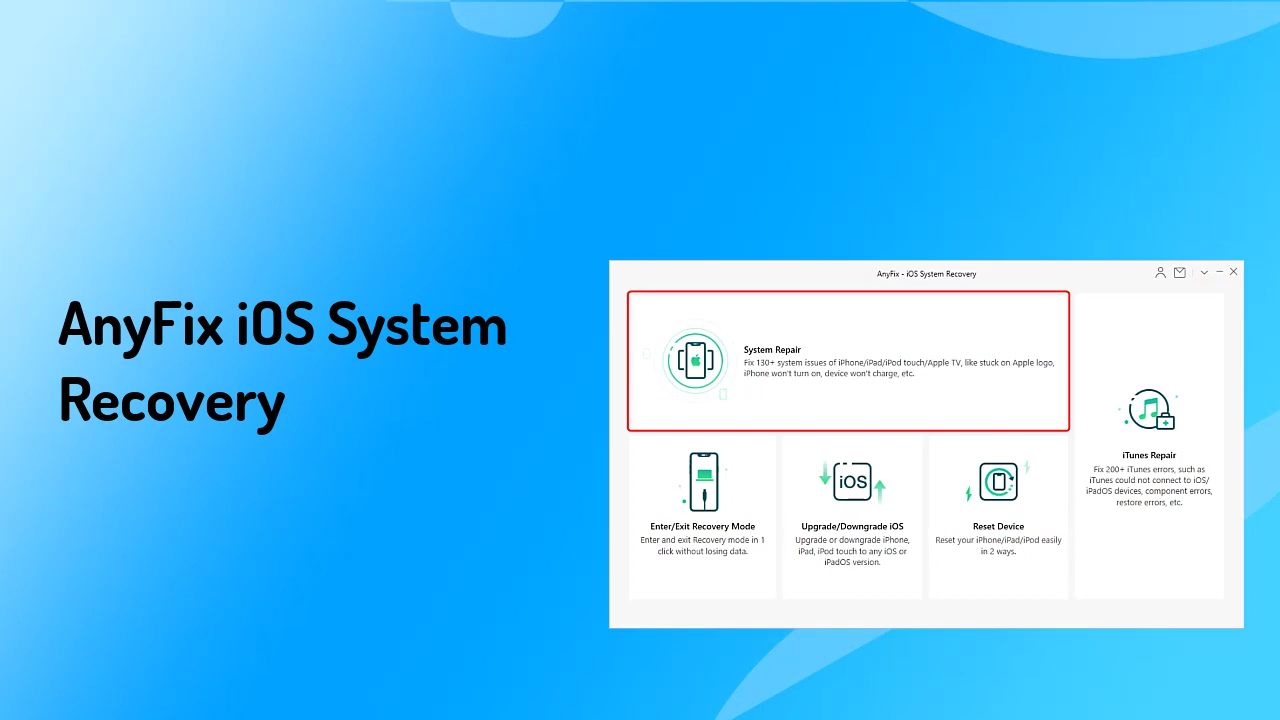 AnyFix iOS System
Recovery
AnyFix - iOS System Recovery
System Repair
Fix 130+ system issues of iPhone/iPad/iPod touch/Apple TV, like stuck on Apple logo,
iPhone won't turn on, device won't charge, etc.
iOS
Enter/Exit Recovery Mode
Enter and exit Recovery mode in 1
click without losing data.
Upgrade/Downgrade iOS
Upgrade or downgrade iPhone,
iPad, iPod touch to any iOS or
iPadOS version.
Reset Device
Reset your iPhone/iPad/iPod easily
in 2 ways.
iTunes Repair
Fix 200+ iTunes errors, such as
iTunes could not connect to iOS/
iPadOS devices, component errors,
restore errors, etc.